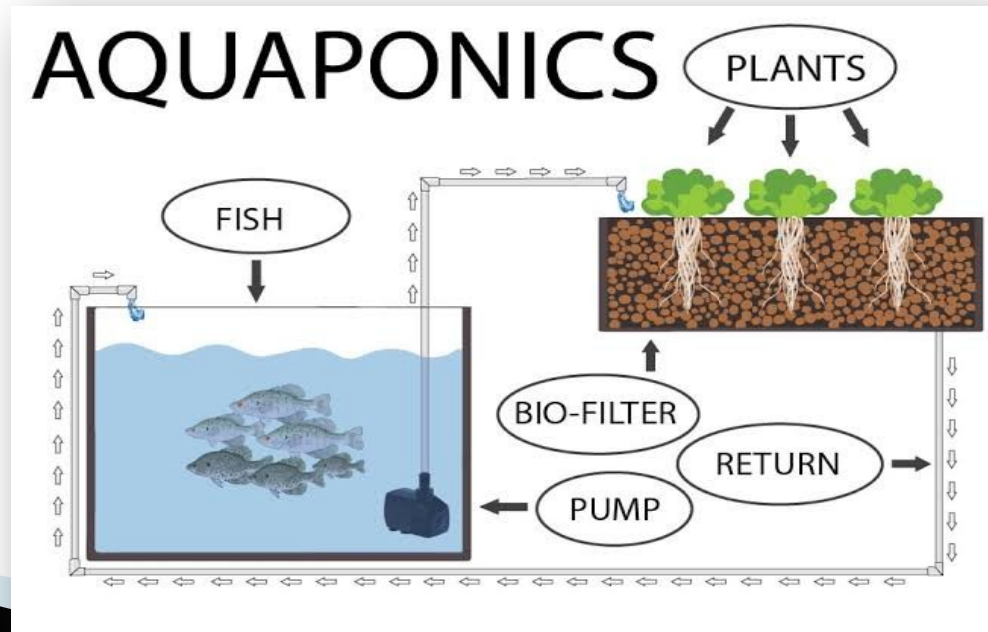 AQUAPONICS
PLANTS
FISH
BIO-FILTER
RETURN
PUMP